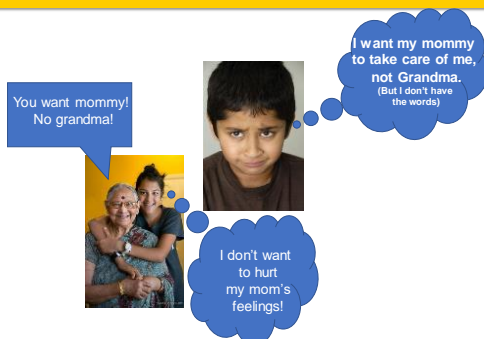 I want my mommy
to take care of me,
not Grandma.
(But I don't have
the words)
You want mommy!
No grandma!
I don't want
to hurt
my mom's
feelings!